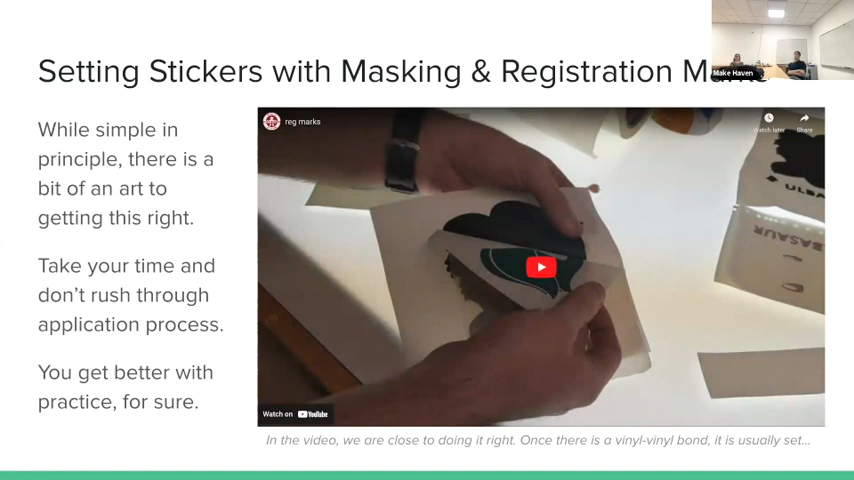 Setting Stickers with Masking & Registration
Make Haven
While simple in
principle, there is a
bit of an art to
getting this right.
Take your time and
don't rush through
application process.
You get better with
practice, for sure.
reg marks
Watch later
Share
ULBA
Watch on YouTube
In the video, we are close to doing it right. Once there is a vinyl-vinyl bond, it is usually set...